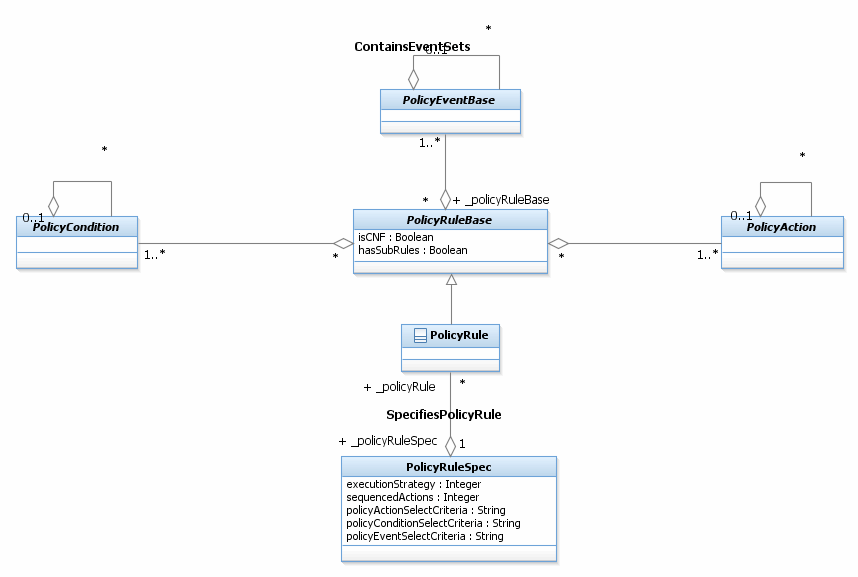 *
ContainsEventSets
0..1
PolicyEventBase
1..*
*
*
*
+ _policyRuleBase
0..1
PolicyCondition
PolicyRuleBase
0..1
PolicyAction
isCNF : Boolean
hasSubRules : Boolean
1..*
*
*
1..*
PolicyRule
+ _policyRule
*
SpecifiesPolicyRule
+ _policyRuleSpec
1
PolicyRuleSpec
executionStrategy : Integer
sequencedActions : Integer
policyActionSelectCriteria : String
policyConditionSelectCriteria : String
policyEventSelectCriteria : String